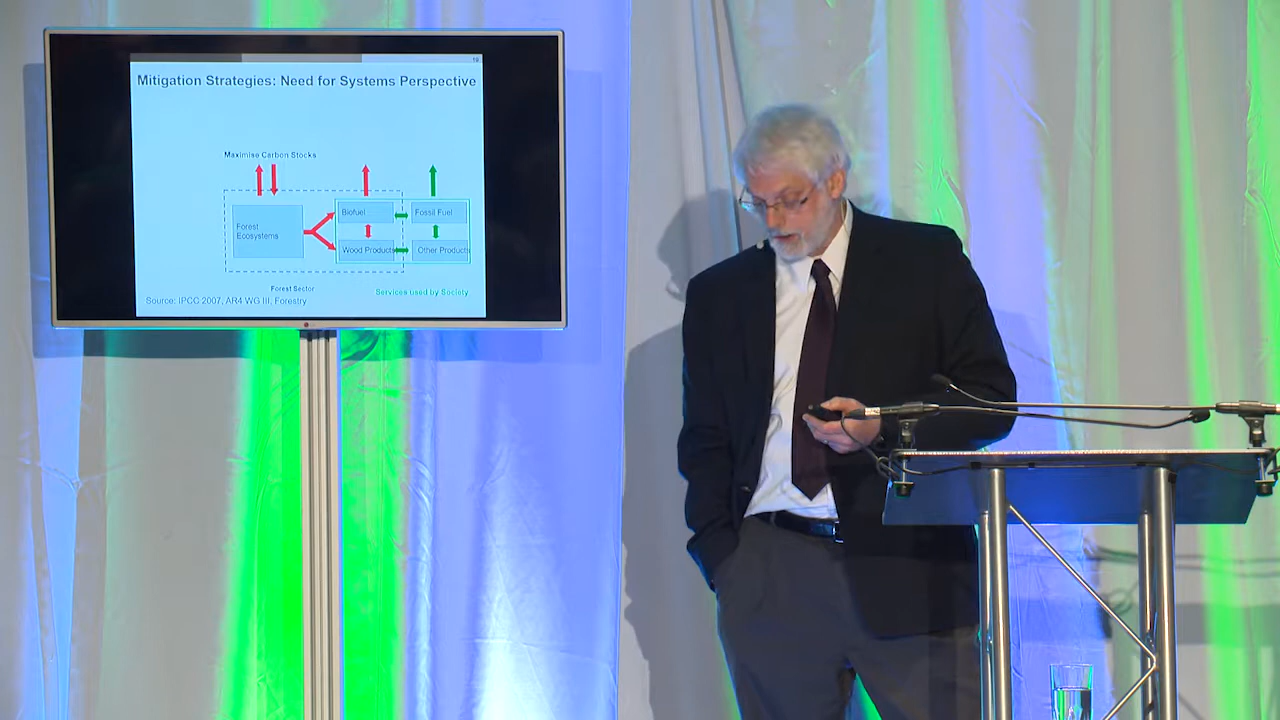 Mitigation Strategies: Need for Systems Perspective
Maximise Carbon Stocks
Forest
Ecosystems
Biofuel
Fossil Fuel
Wood Products
Other Products
Forest Sector
Services used by Society
Source: IPCC 2007, AR4 WG III, Forestry
LG